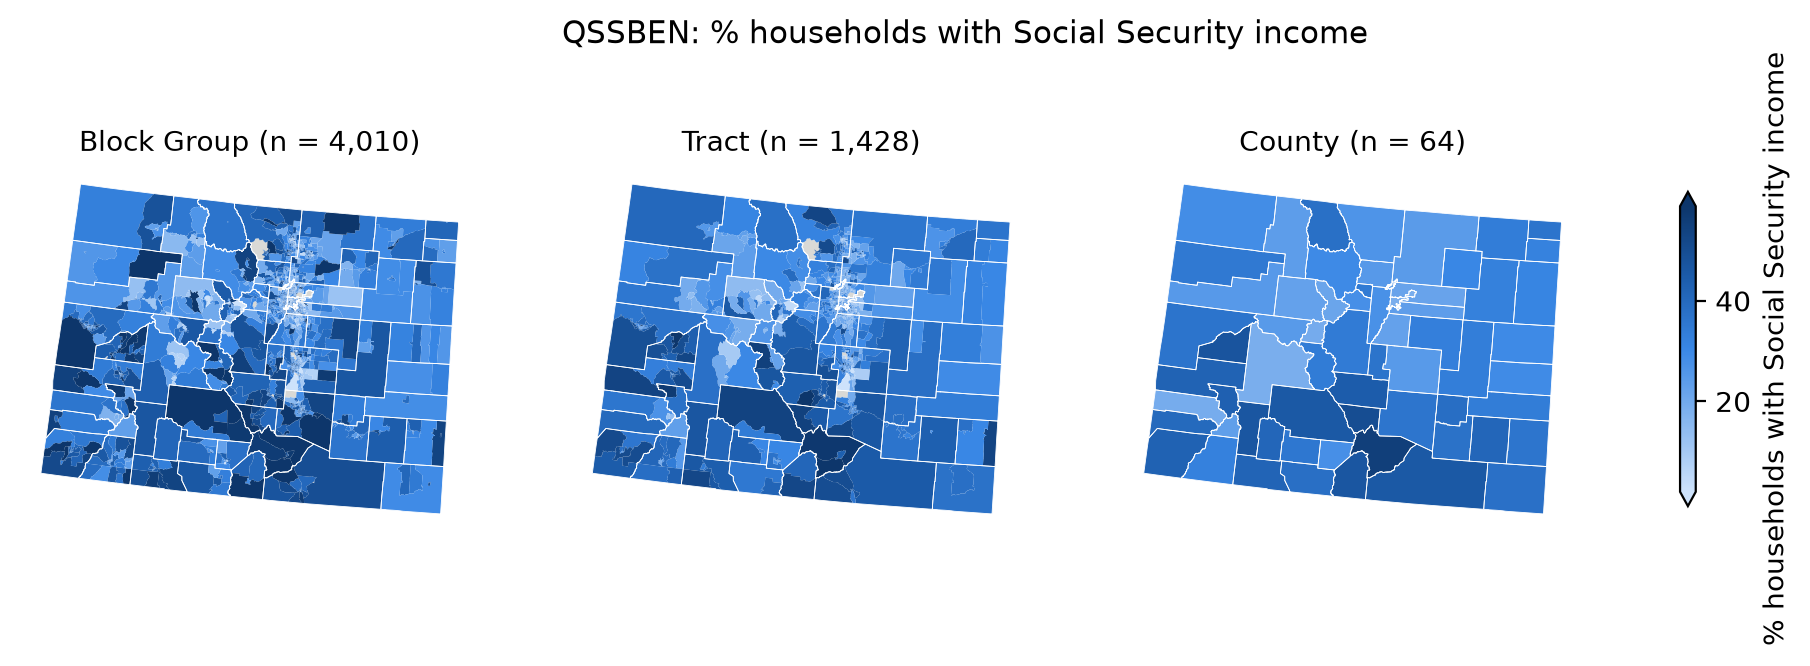 QSSBEN: % households with Social Security income
Block Group (n = 4,010)
Tract (n = 1,428)
County (n = 64)
40
20
% households with Social Security income